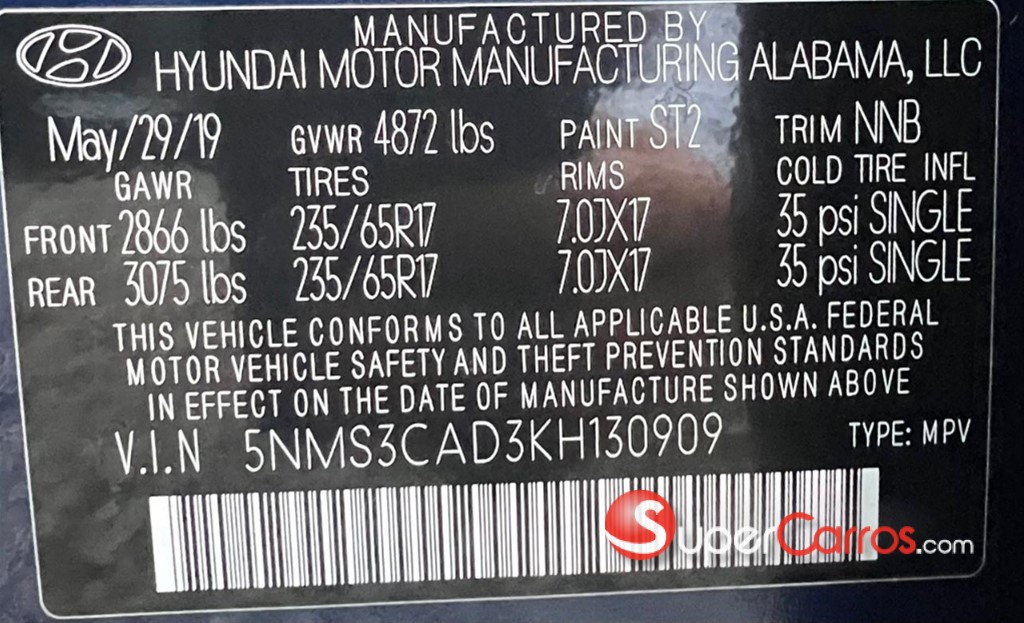 MANUFACTURED BY
HYUNDAI MOTOR MANUFACTURING ALABAMA, LLC
May/29/19 GVWR 4872 lbs PAINT ST2 TRIM NNB
GAWR TIRES RIMS COLD TIRE INFL
FRONT 2866 lbs 235/65R17 7.0JX17 35 psi SINGLE
REAR 3075 lbs 235/65R17 7.0JX17 35 psi SINGLE
THIS VEHICLE CONFORMS TO ALL APPLICABLE U.S.A. FEDERAL
MOTOR VEHICLE SAFETY AND THEFT PREVENTION STANDARDS
IN EFFECT ON THE DATE OF MANUFACTURE SHOWN ABOVE
V.I.N 5NMS3CAD3KH130909 TYPE: MPV
SuperCarros.com